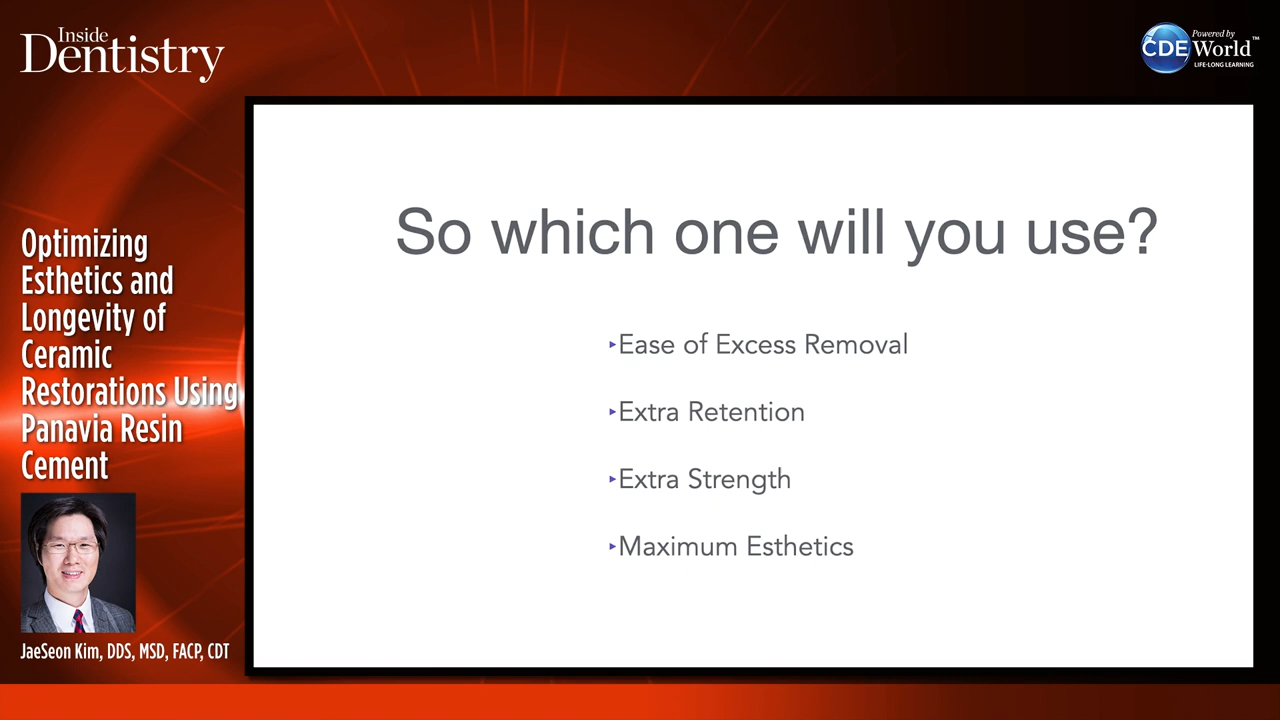 Inside
Dentistry
Powered by
CDEWorld™
LIFE-LONG LEARNING
So which one will you use?
Optimizing
Esthetics and
Longevity of
Ceramic
Restorations Using
Panavia Resin
Cement
‣Ease of Excess Removal
‣Extra Retention
‣Extra Strength
‣Maximum Esthetics
JaeSeon Kim, DDS, MSD, FACP, CDT